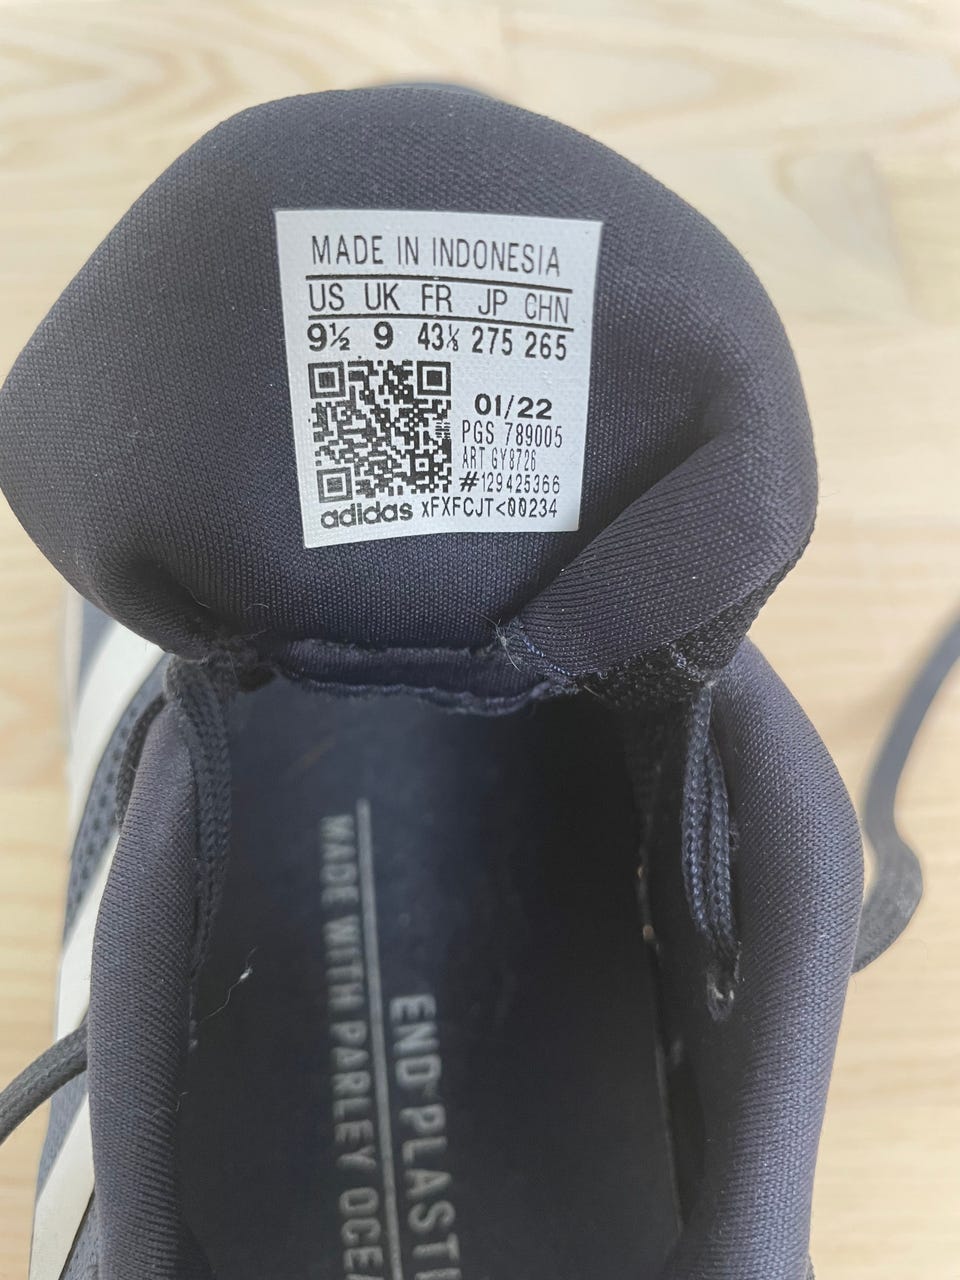 MADE IN INDONESIA
US UK FR JP CHN
9½ 9 43⅓ 275 265
01/22
PGS 789005
ART GY8726
#129425366
adidas xFXFCJT<00234
END PLASTI
MADE WITH PARLEY OCEA